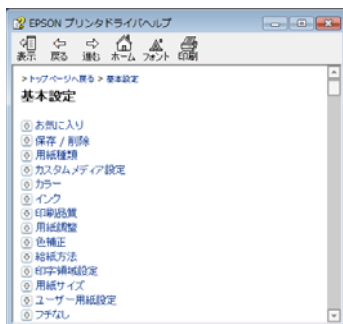 EPSON プリンタドライバヘルプ
表示 戻る 進む ホーム フォント 印刷
> トップページへ戻る > 基本設定
基本設定
お気に入り
保存 / 削除
用紙種類
カスタムメディア設定
カラー
インク
印刷品質
用紙調整
色補正
給紙方法
印字領域設定
用紙サイズ
ユーザー用紙設定
フチなし